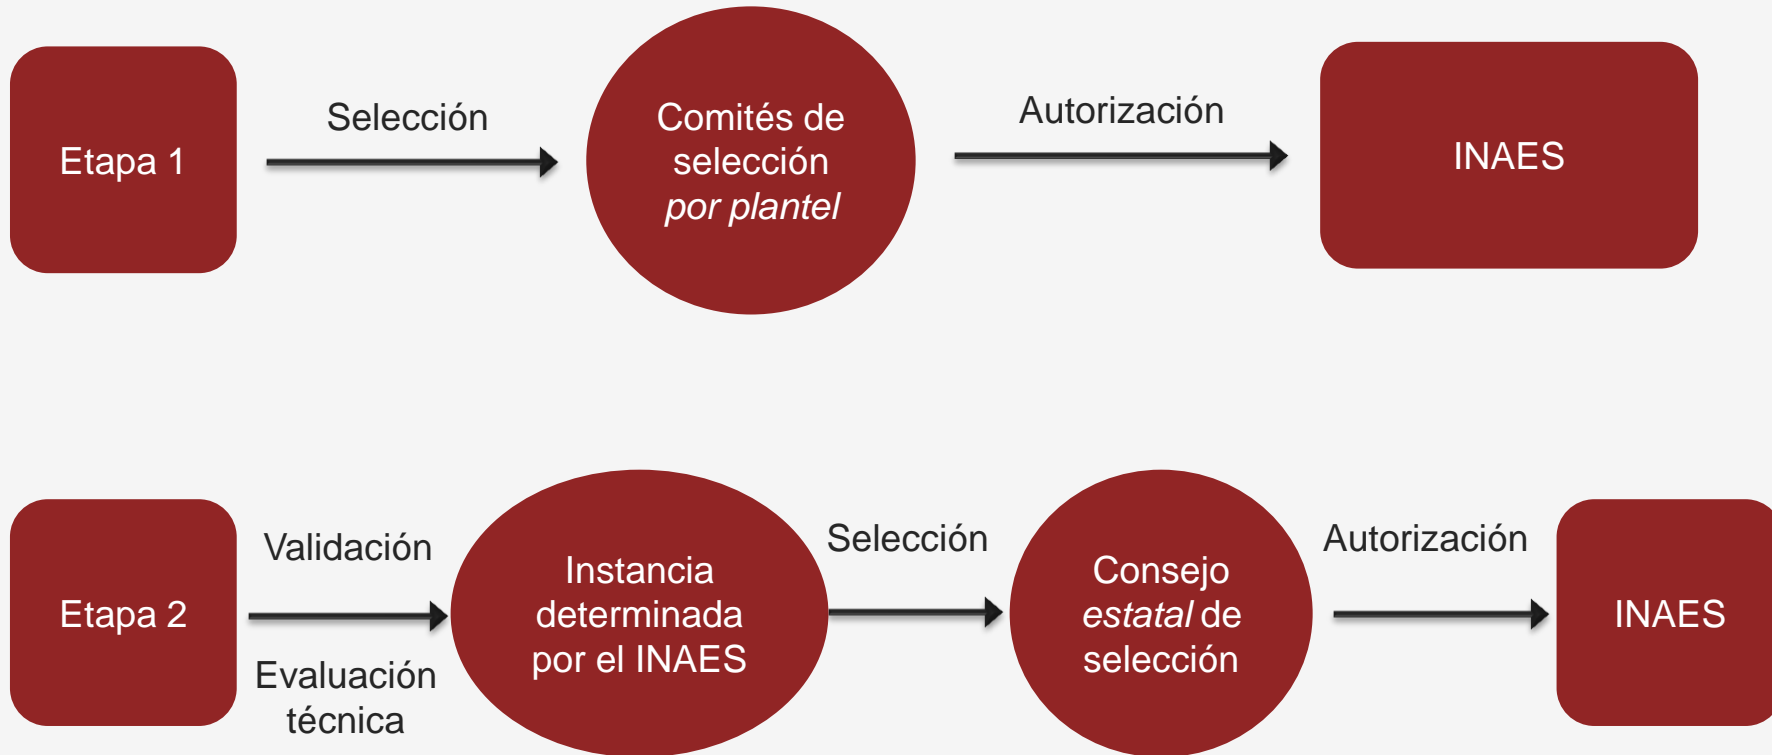 Etapa 1
Selección
Comités de
selección
por plantel
Autorización
INAES
Etapa 2
Validación
Evaluación
técnica
Instancia
determinada
por el INAES
Selección
Consejo
estatal de
selección
Autorización
INAES